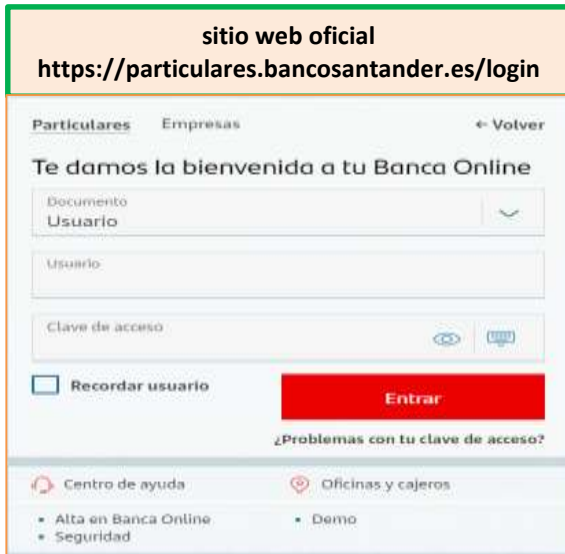 sitio web oficial
https://particulares.bancosantander.es/login
Particulares Empresas ← Volver
Te damos la bienvenida a tu Banca Online
Documento
Usuario
Usuario
Clave de acceso
Recordar usuario
Entrar
¿Problemas con tu clave de acceso?
Centro de ayuda Oficinas y cajeros
• Alta en Banca Online • Demo
• Seguridad